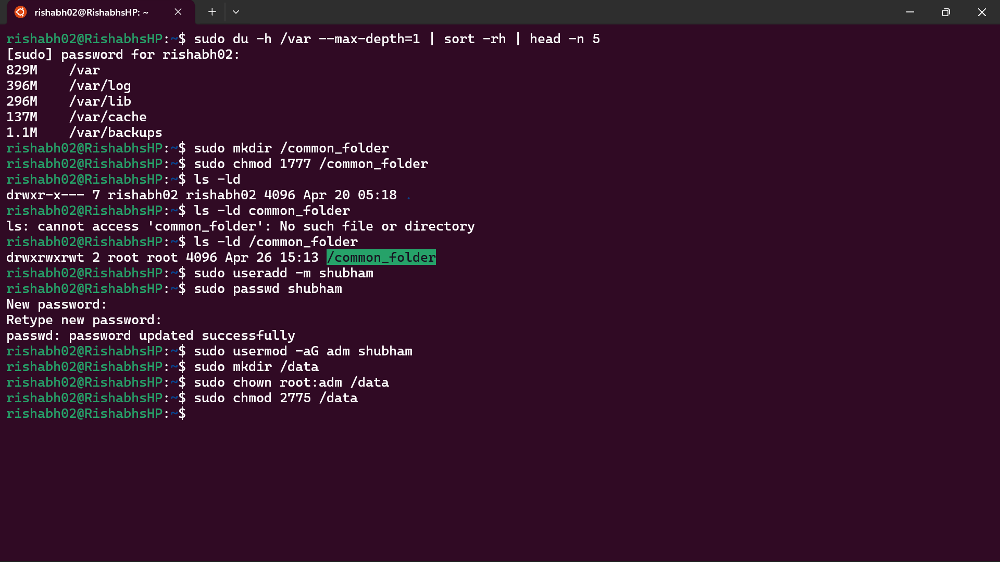 rishabh02@RishabhsHP: ~
rishabh02@RishabhsHP:~$ sudo du -h /var --max-depth=1 | sort -rh | head -n 5
[sudo] password for rishabh02:
829M    /var
396M    /var/log
296M    /var/lib
137M    /var/cache
1.1M    /var/backups
rishabh02@RishabhsHP:~$ sudo mkdir /common_folder
rishabh02@RishabhsHP:~$ sudo chmod 1777 /common_folder
rishabh02@RishabhsHP:~$ ls -ld
drwxr-x--- 7 rishabh02 rishabh02 4096 Apr 20 05:18 .
rishabh02@RishabhsHP:~$ ls -ld common_folder
ls: cannot access 'common_folder': No such file or directory
rishabh02@RishabhsHP:~$ ls -ld /common_folder
drwxrwxrwt 2 root root 4096 Apr 26 15:13 /common_folder
rishabh02@RishabhsHP:~$ sudo useradd -m shubham
rishabh02@RishabhsHP:~$ sudo passwd shubham
New password:
Retype new password:
passwd: password updated successfully
rishabh02@RishabhsHP:~$ sudo usermod -aG adm shubham
rishabh02@RishabhsHP:~$ sudo mkdir /data
rishabh02@RishabhsHP:~$ sudo chown root:adm /data
rishabh02@RishabhsHP:~$ sudo chmod 2775 /data
rishabh02@RishabhsHP:~$